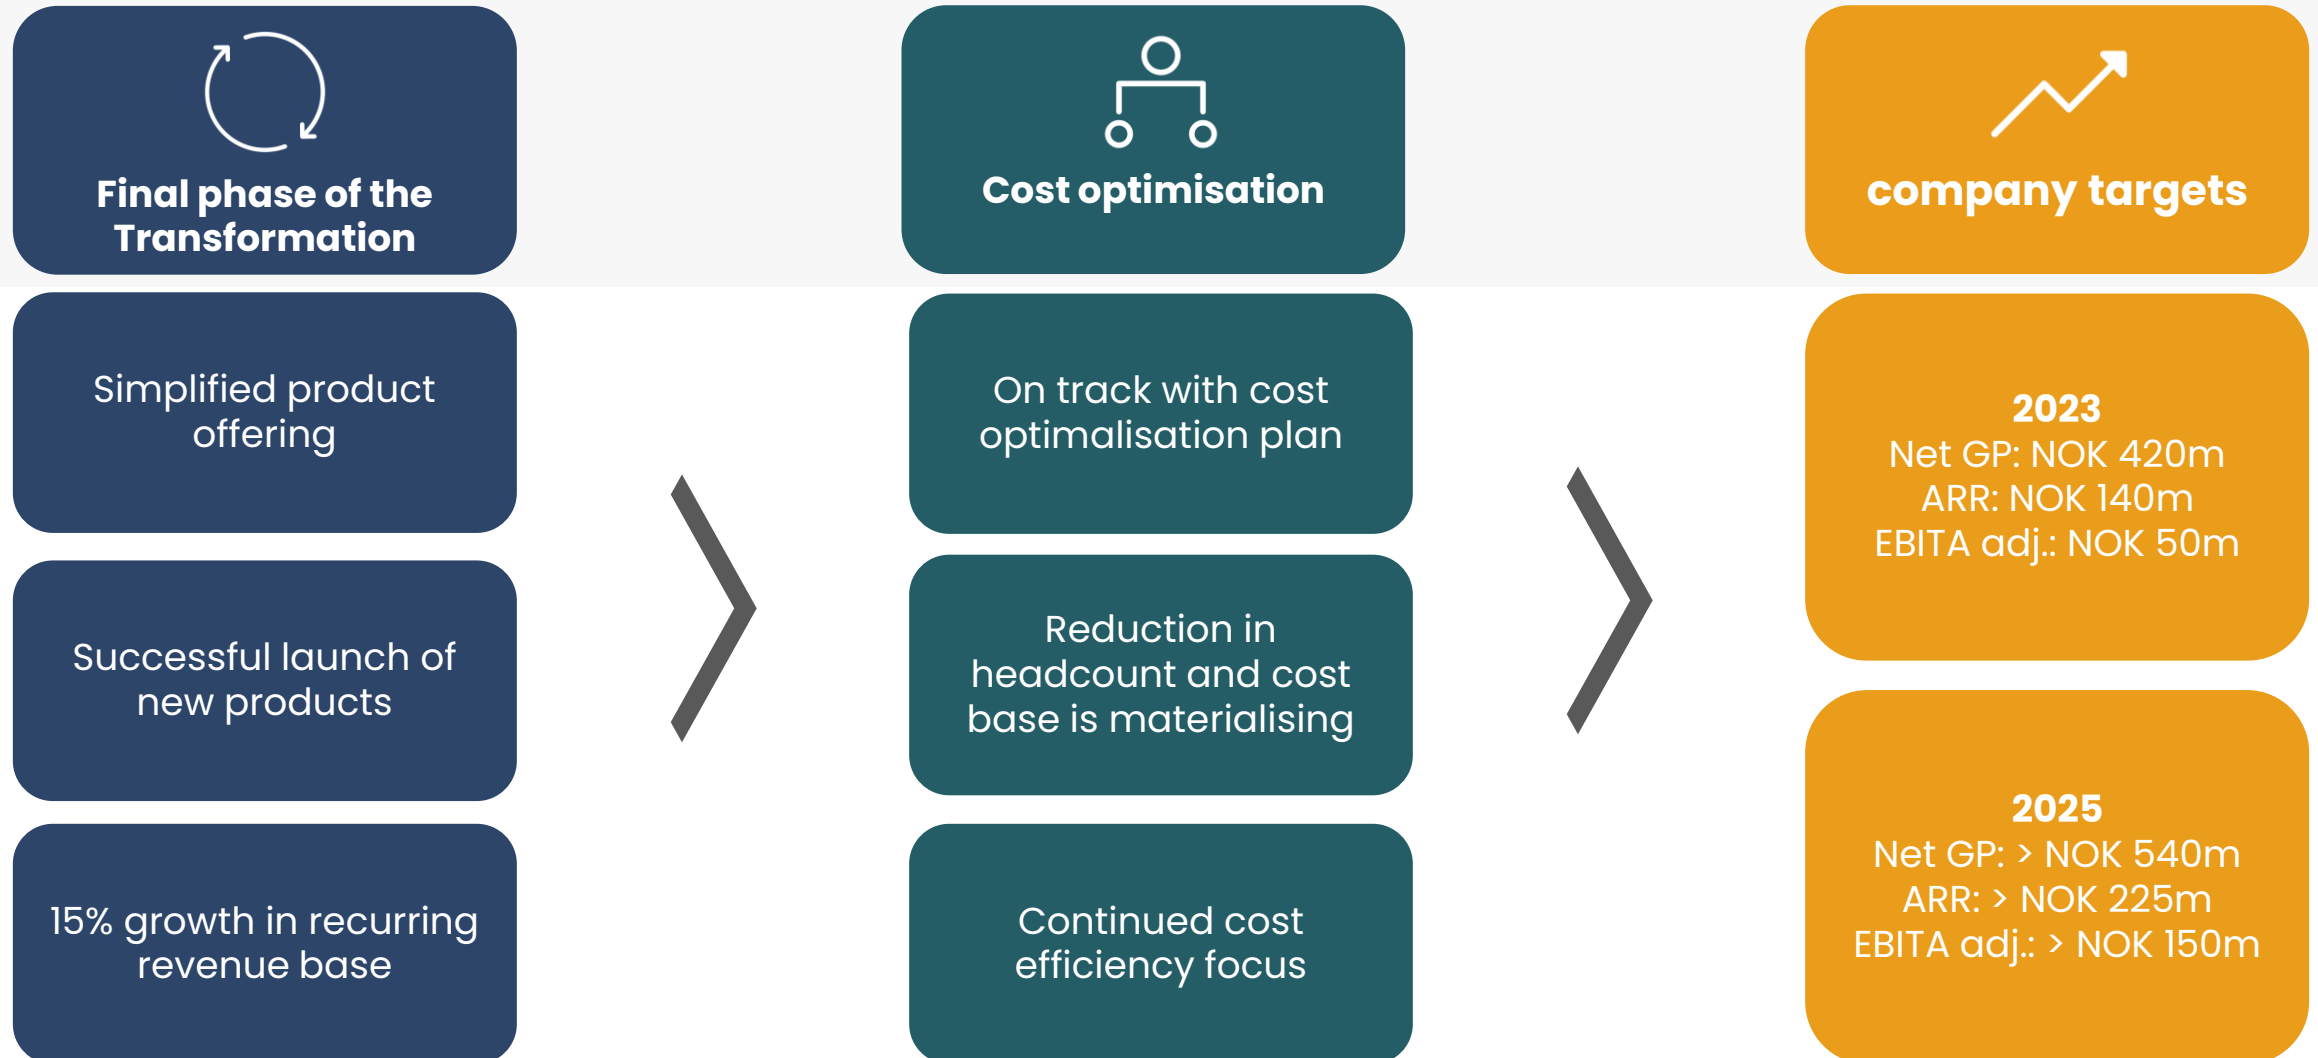 Final phase of the
Transformation
Simplified product
offering
Successful launch of
new products
15% growth in recurring
revenue base
Cost optimisation
On track with cost
optimalisation plan
Reduction in
headcount and cost
base is materialising
Continued cost
efficiency focus
company targets
2023
Net GP: NOK 420m
ARR: NOK 140m
EBITA adj.: NOK 50m
2025
Net GP: > NOK 540m
ARR: > NOK 225m
EBITA adj.: > NOK 150m